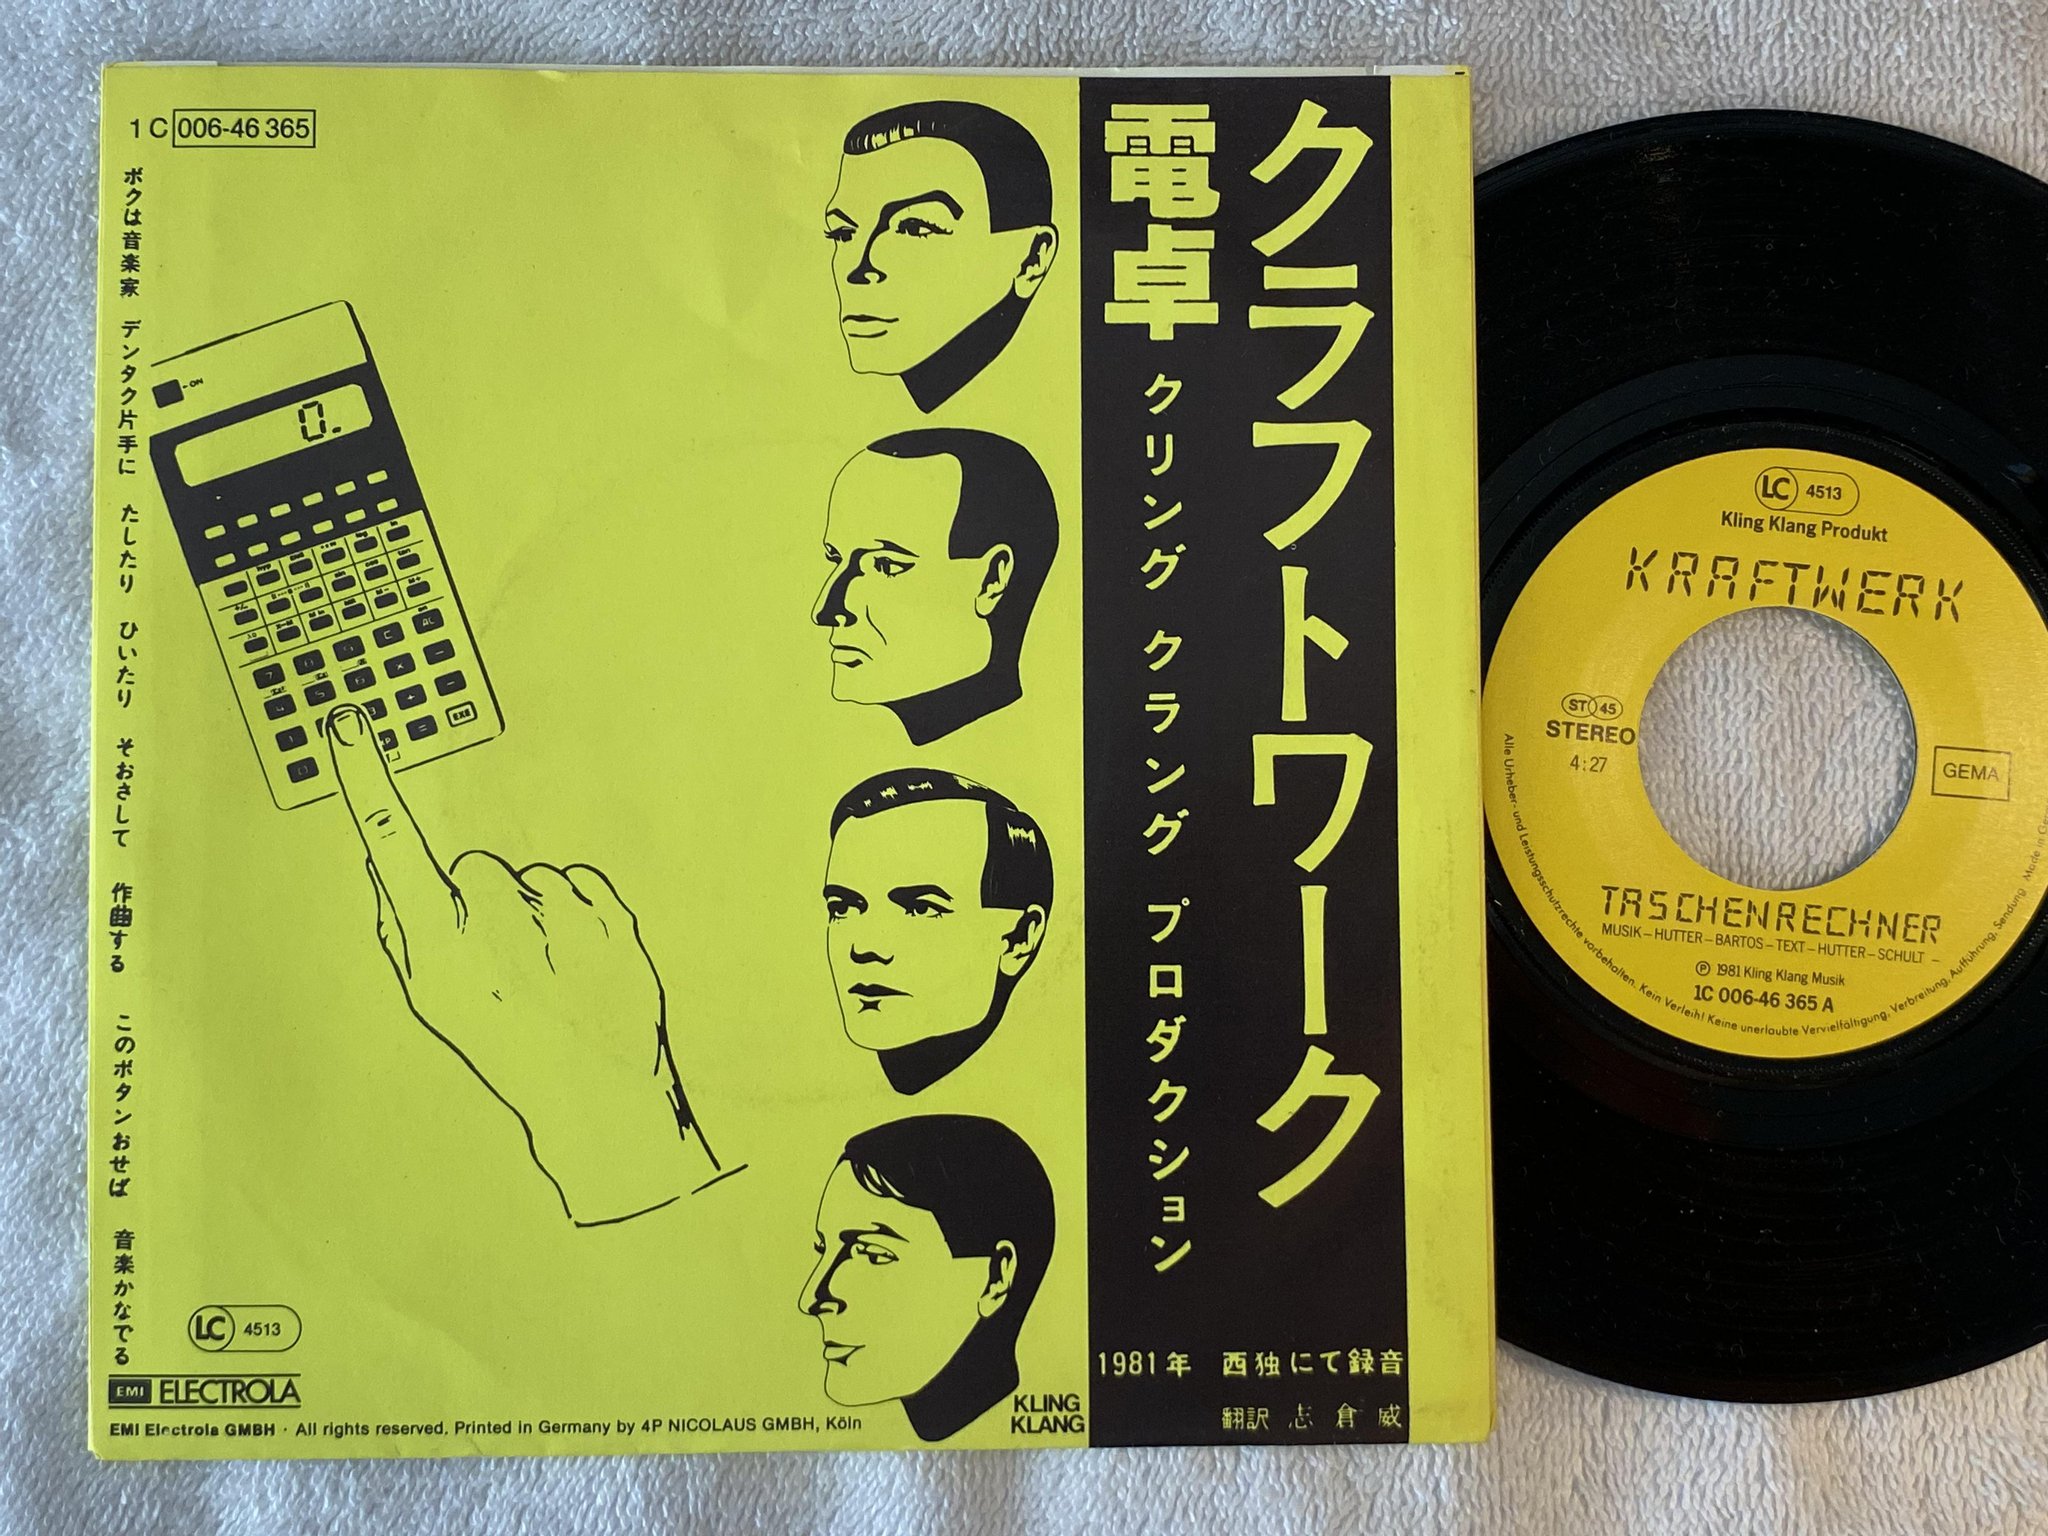 1C 006-46 365
ボクは音楽家 デンタク片手に たしたり ひいたり そおさして 作曲する このボタンおせば 音楽かなでる
-ON
0.
EXE
クラフトワーク
電卓 クリング クラング プロダクション
1981年 西独にて録音
翻訳 志倉威
LC 4513
EMI ELECTROLA
EMI Electrola GMBH · All rights reserved. Printed in Germany by 4P NICOLAUS GMBH, Köln
KLING
KLANG
LC 4513
Kling Klang Produkt
KRAFTWERK
ST 45
STEREO
4:27
GEMA
TASCHENRECHNER
MUSIK–HUTTER–BARTOS–TEXT–HUTTER–SCHULT –
℗ 1981 Kling Klang Musik
1C 006-46 365 A
Alle Urheber- und Leistungsschutzrechte vorbehalten. Kein Verleih! Keine unerlaubte Vervielfältigung, Verbreitung, Aufführung, Sendung. Made in